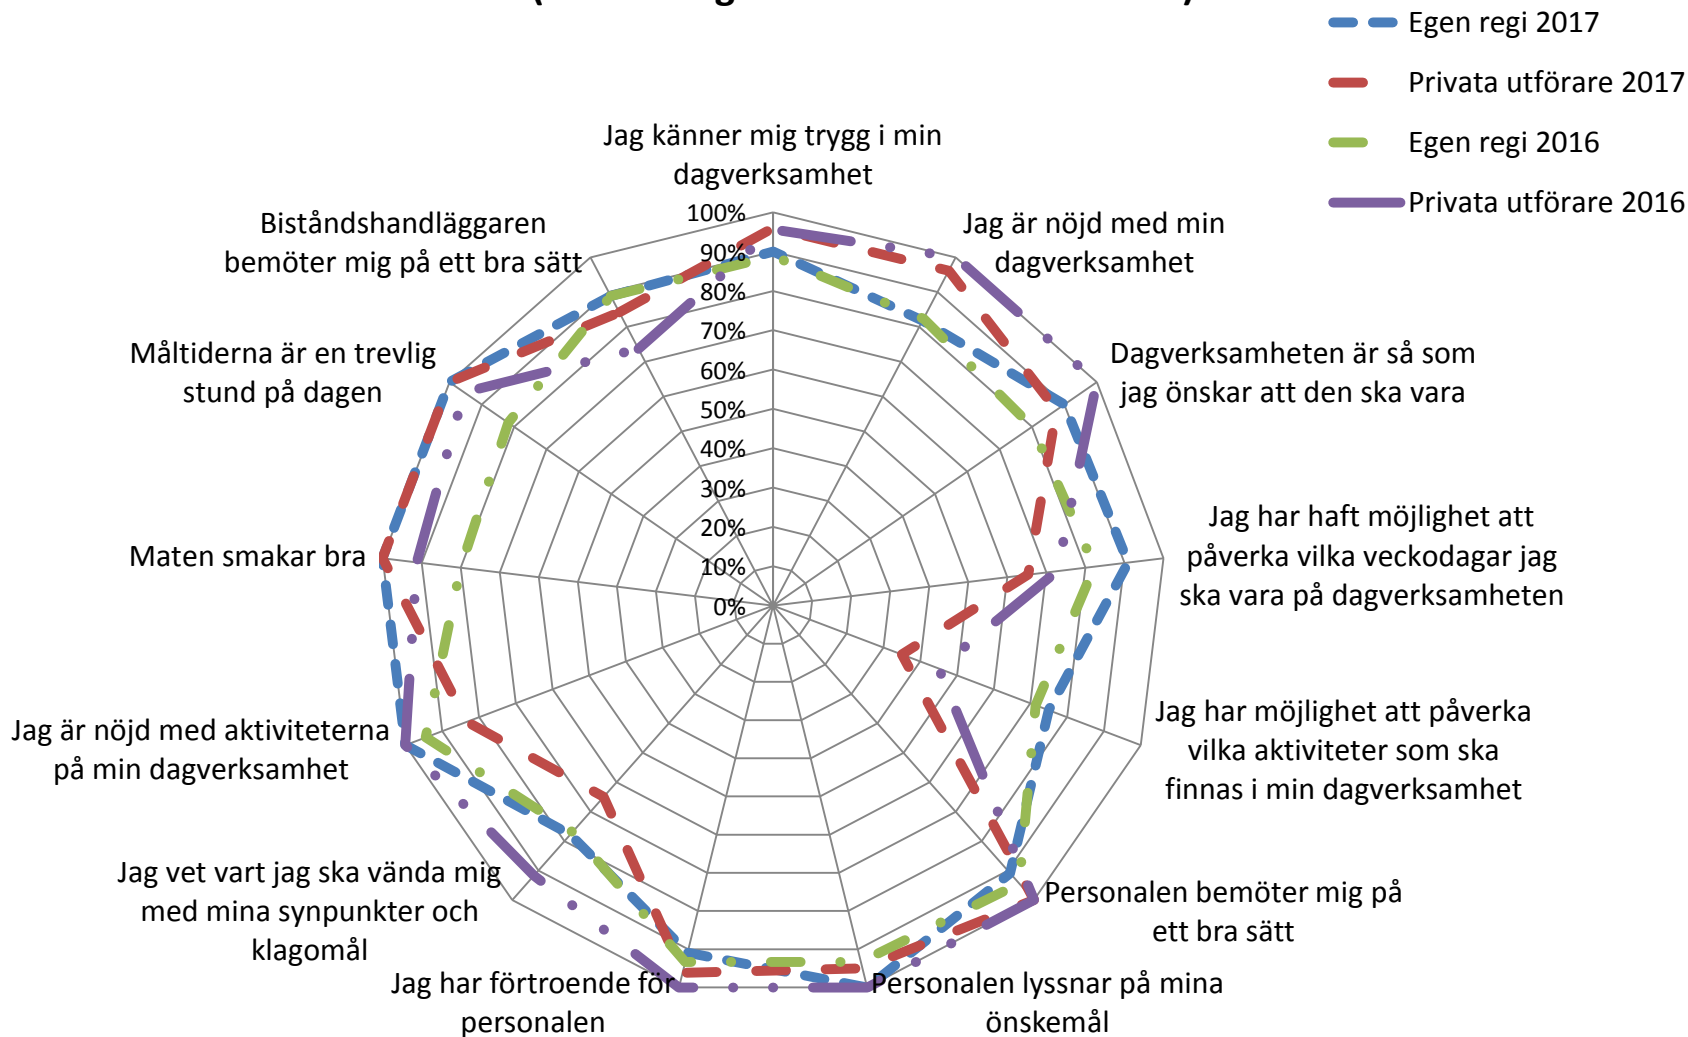 Egen regi 2017
Privata utförare 2017
Egen regi 2016
Privata utförare 2016
Jag känner mig trygg i min
dagverksamhet
Jag är nöjd med min
dagverksamhet
Dagverksamheten är så som
jag önskar att den ska vara
Jag har haft möjlighet att
påverka vilka veckodagar jag
ska vara på dagverksamheten
Jag har möjlighet att påverka
vilka aktiviteter som ska
finnas i min dagverksamhet
Personalen bemöter mig på
ett bra sätt
Personalen lyssnar på mina
önskemål
Jag har förtroende för
personalen
Jag vet vart jag ska vända mig
med mina synpunkter och
klagomål
Jag är nöjd med aktiviteterna
på min dagverksamhet
Maten smakar bra
Måltiderna är en trevlig
stund på dagen
Biståndshandläggaren
bemöter mig på ett bra sätt
100%
90%
80%
70%
60%
50%
40%
30%
20%
10%
0%